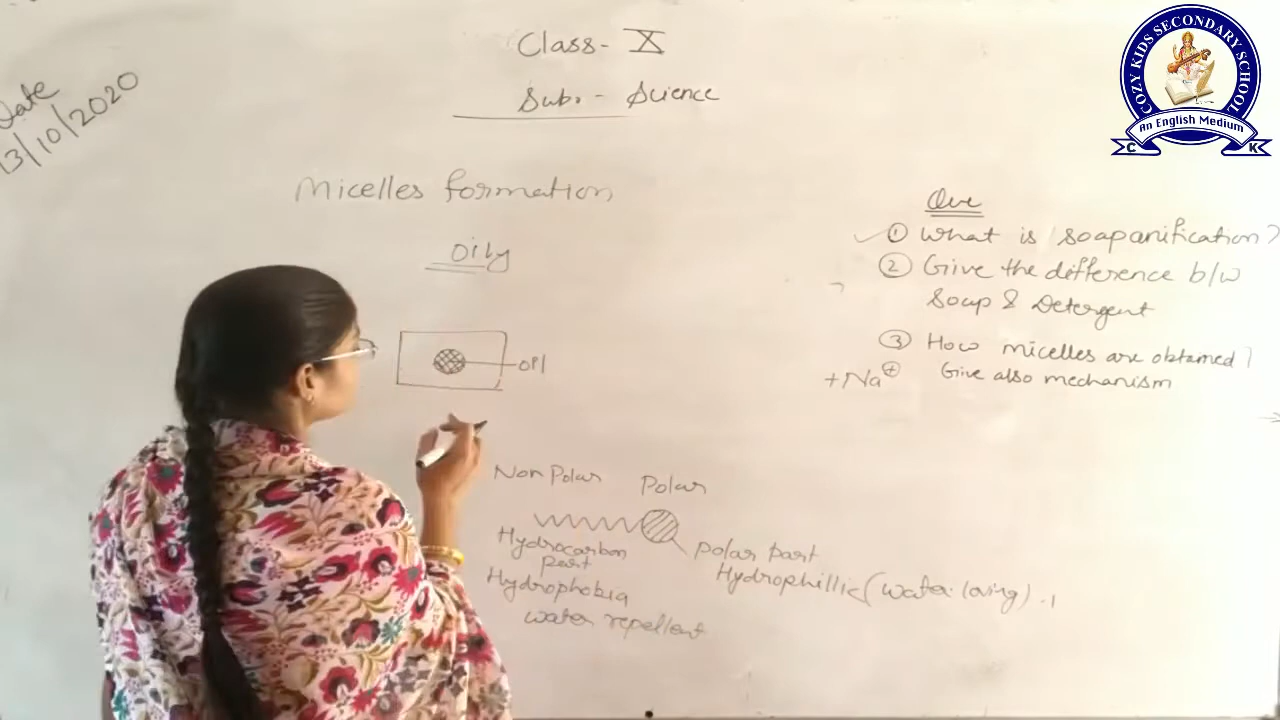 Class - X
Sub. - Science
Date
13/10/2020
Micelles formation
Oily
oil
Que
① What is soapanification?
② Give the difference b/w
Soap & Detergent
③ How micelles are obtained?
Give also mechanism
+Na⊕
Non Polar
Polar
Hydrocarbon
part
Hydrophobia
water repellent
Polar part
Hydrophillic (water loving)
COZY KIDS SECONDARY SCHOOL
An English Medium
C K